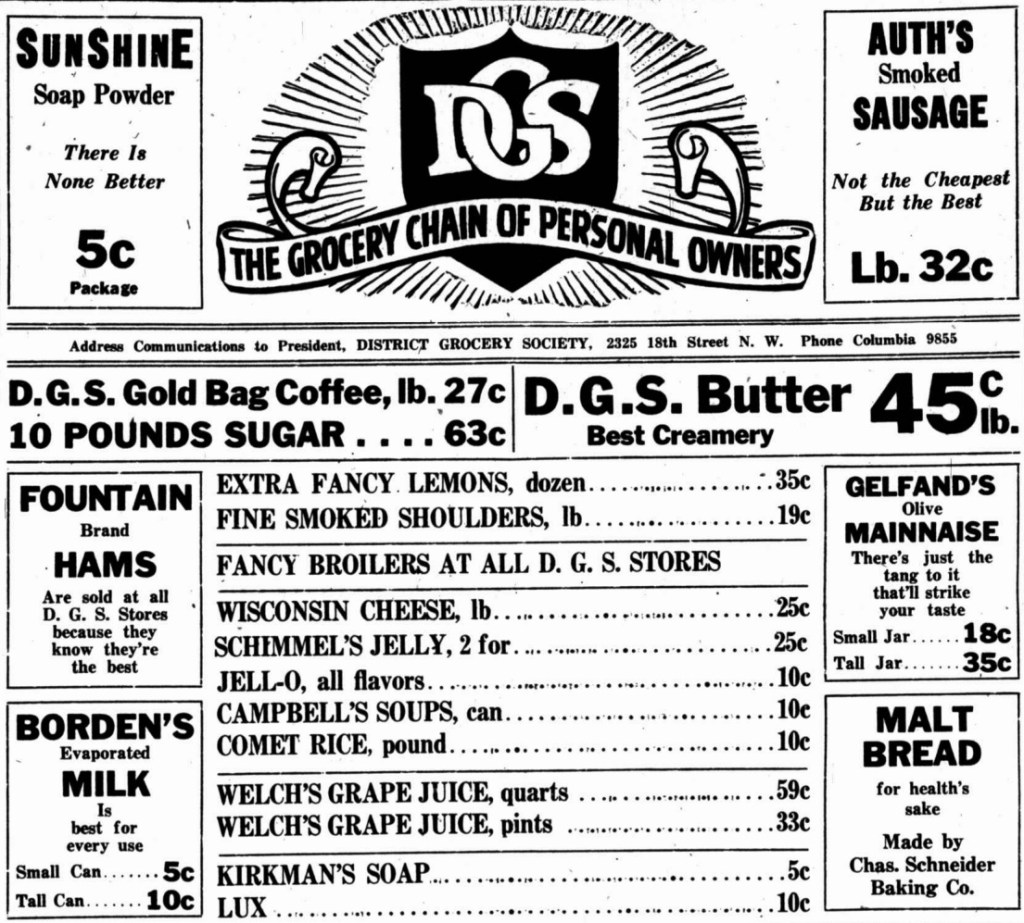 SUNSHINE
Soap Powder
There Is
None Better
5c
Package
DGS
THE GROCERY CHAIN OF PERSONAL OWNERS
AUTH'S
Smoked
SAUSAGE
Not the Cheapest
But the Best
Lb. 32c
Address Communications to President, DISTRICT GROCERY SOCIETY, 2325 18th Street N. W. Phone Columbia 9855
D.G.S. Gold Bag Coffee, lb. 27c
10 POUNDS SUGAR .... 63c
D.G.S. Butter 45c lb.
Best Creamery
FOUNTAIN
Brand
HAMS
Are sold at all
D. G. S. Stores
because they
know they're
the best
BORDEN'S
Evaporated
MILK
Is
best for
every use
Small Can.......5c
Tall Can.......10c
EXTRA FANCY LEMONS, dozen....................35c
FINE SMOKED SHOULDERS, lb....................19c
FANCY BROILERS AT ALL D. G. S. STORES
WISCONSIN CHEESE, lb....................25c
SCHIMMEL'S JELLY, 2 for....................25c
JELL-O, all flavors....................10c
CAMPBELL'S SOUPS, can....................10c
COMET RICE, pound....................10c
WELCH'S GRAPE JUICE, quarts ....................59c
WELCH'S GRAPE JUICE, pints ....................33c
KIRKMAN'S SOAP....................5c
LUX ....................10c
GELFAND'S
Olive
MAINNAISE
There's just the
tang to it
that'll strike
your taste
Small Jar......18c
Tall Jar.......35c
MALT
BREAD
for health's
sake
Made by
Chas. Schneider
Baking Co.